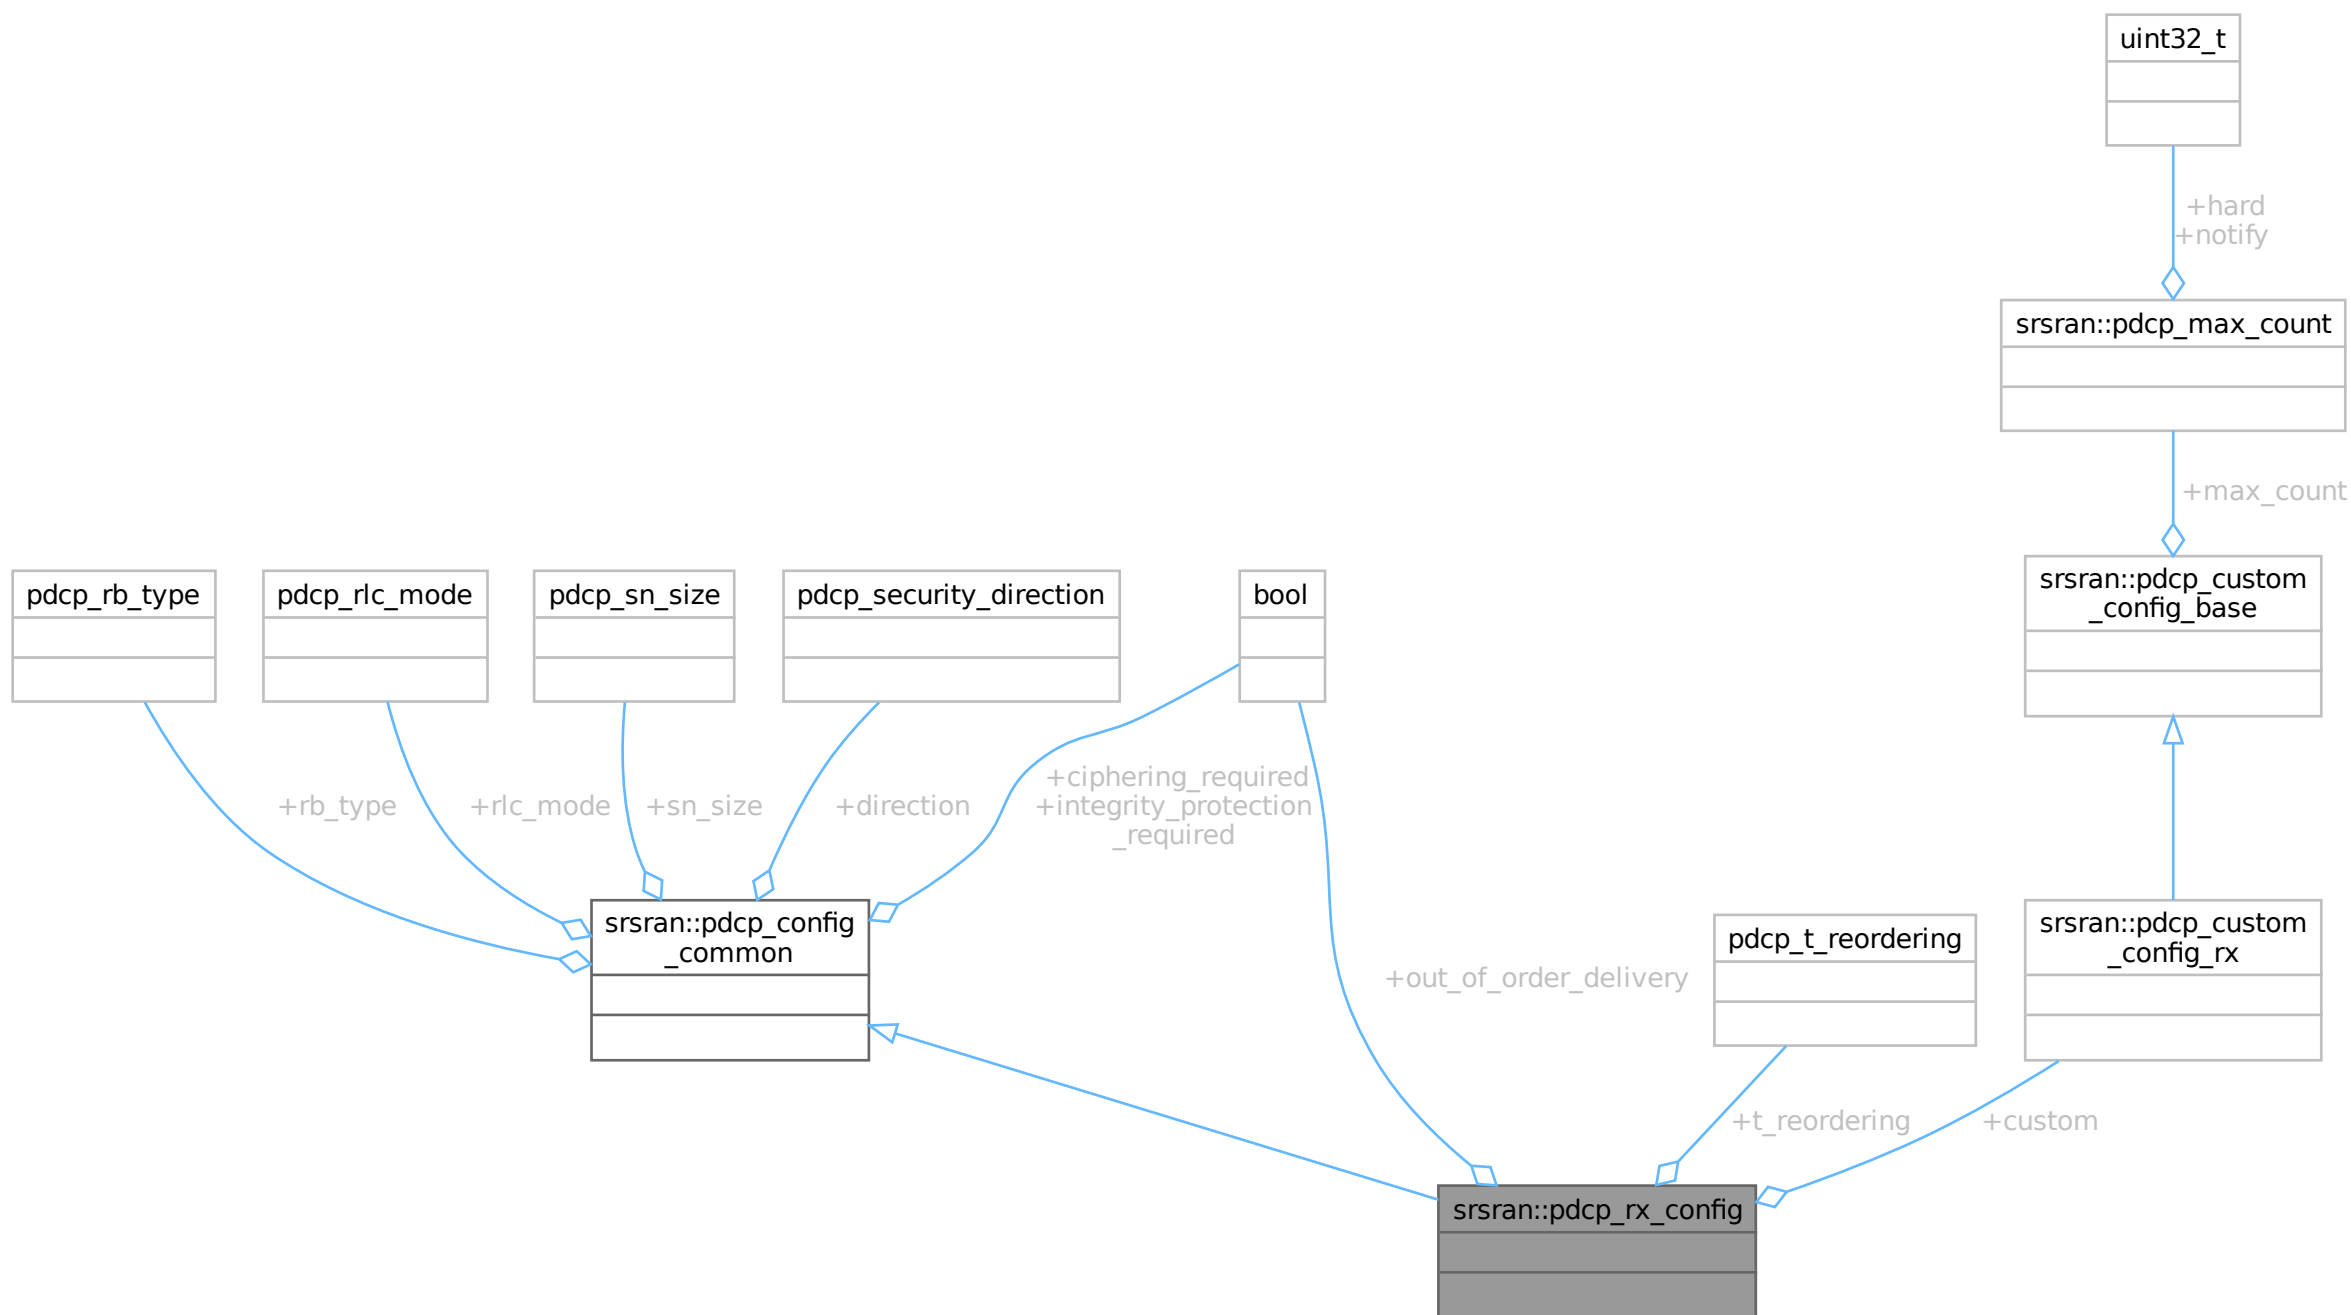 uint32_t
+hard
+notify
srsran::pdcp_max_count
+max_count
pdcp_rb_type
pdcp_rlc_mode
pdcp_sn_size
pdcp_security_direction
bool
srsran::pdcp_custom
_config_base
+rb_type
+rlc_mode
+sn_size
+direction
+ciphering_required
+integrity_protection
_required
srsran::pdcp_config
_common
+out_of_order_delivery
pdcp_t_reordering
srsran::pdcp_custom
_config_rx
+t_reordering
+custom
srsran::pdcp_rx_config